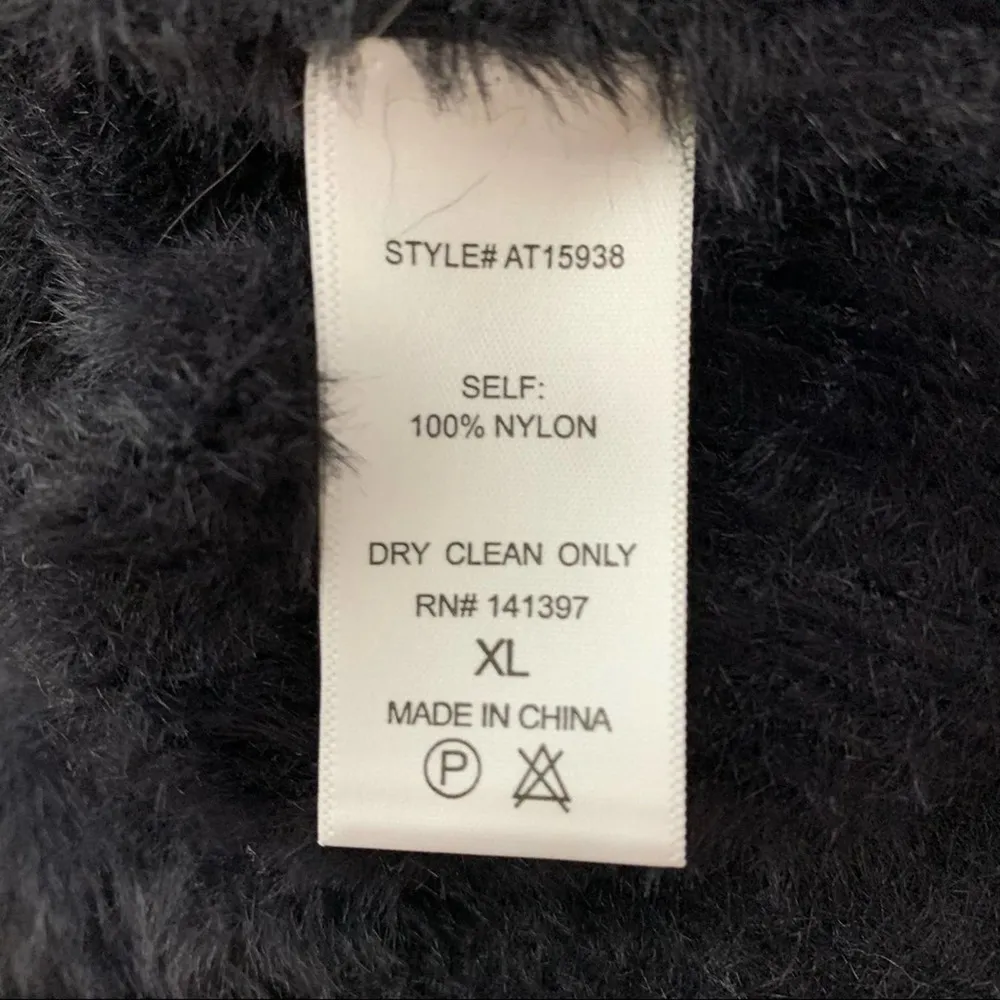 STYLE# AT15938
SELF:
100% NYLON
DRY CLEAN ONLY
RN# 141397
XL
MADE IN CHINA
P